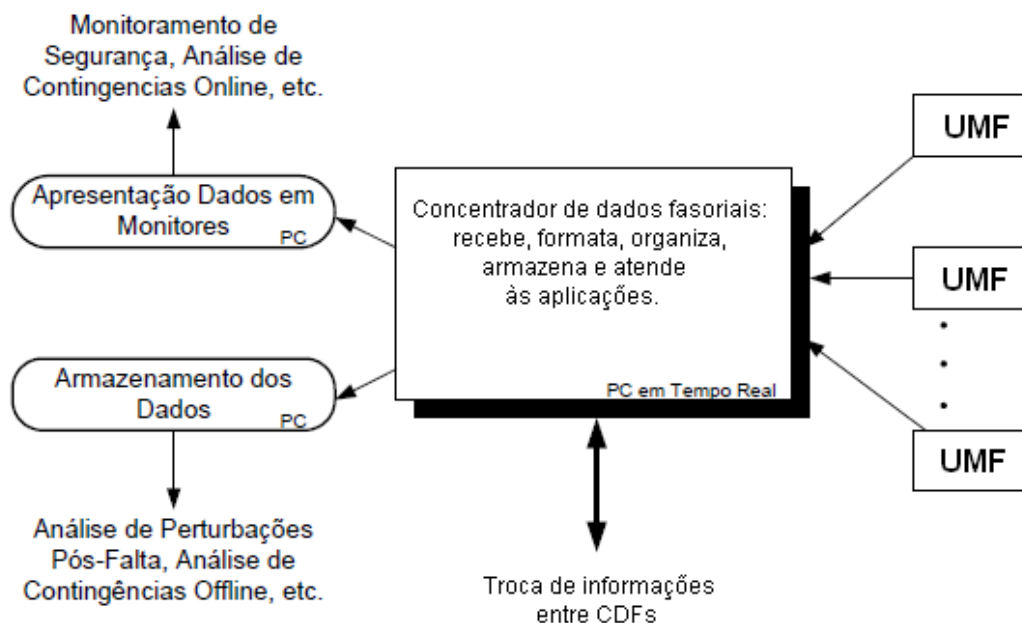 Monitoramento de
Segurança, Análise de
Contingencias Online, etc.
Apresentação Dados em
Monitores
PC
Armazenamento dos
Dados
PC
Análise de Perturbações
Pós-Falta, Análise de
Contingências Offline, etc.
Concentrador de dados fasoriais:
recebe, formata, organiza,
armazena e atende
às aplicações.
PC em Tempo Real
Troca de informações
entre CDFs
UMF
UMF
UMF